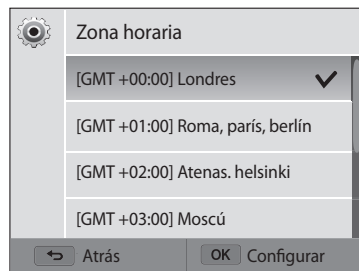 Zona horaria
[GMT +00:00] Londres
[GMT +01:00] Roma, parís, berlín
[GMT +02:00] Atenas. helsinki
[GMT +03:00] Moscú
Atrás OK Configurar